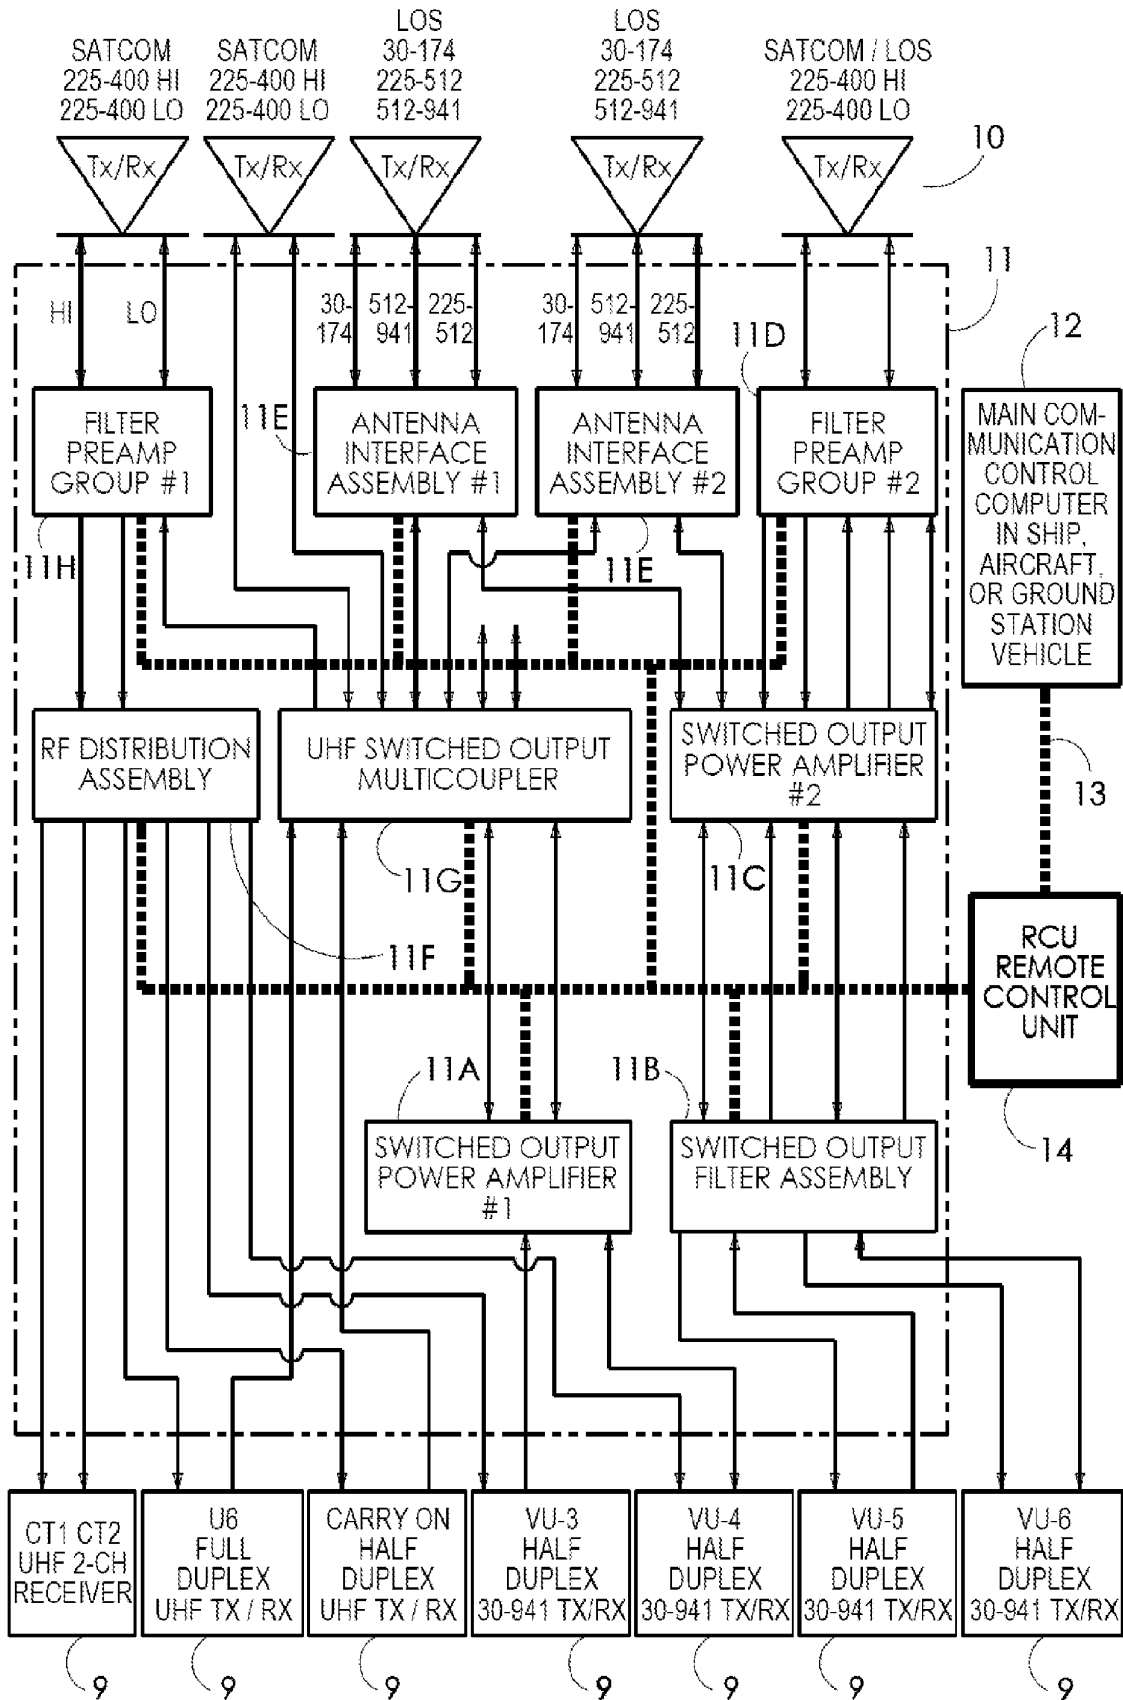 SATCOM
225-400 HI
225-400 LO
SATCOM
225-400 HI
225-400 LO
LOS
30-174
225-512
512-941
LOS
30-174
225-512
512-941
SATCOM / LOS
225-400 HI
225-400 LO
Tx/Rx
Tx/Rx
Tx/Rx
Tx/Rx
Tx/Rx
10
11
HI
LO
30-
174
512-
941
225-
512
30-
174
512-
941
225-
512
11D
12
FILTER
PREAMP
GROUP #1
11E
ANTENNA
INTERFACE
ASSEMBLY #1
ANTENNA
INTERFACE
ASSEMBLY #2
FILTER
PREAMP
GROUP #2
MAIN COM-
MUNICATION
CONTROL
COMPUTER
IN SHIP,
AIRCRAFT,
OR GROUND
STATION
VEHICLE
11H
11E
RF DISTRIBUTION
ASSEMBLY
UHF SWITCHED OUTPUT
MULTICOUPLER
SWITCHED OUTPUT
POWER AMPLIFIER
#2
13
11G
11C
11F
RCU
REMOTE
CONTROL
UNIT
11A
11B
SWITCHED OUTPUT
POWER AMPLIFIER
#1
SWITCHED OUTPUT
FILTER ASSEMBLY
14
CT1 CT2
UHF 2-CH
RECEIVER
U6
FULL
DUPLEX
UHF TX / RX
CARRY ON
HALF
DUPLEX
UHF TX / RX
VU-3
HALF
DUPLEX
30-941 TX/RX
VU-4
HALF
DUPLEX
30-941 TX/RX
VU-5
HALF
DUPLEX
30-941 TX/RX
VU-6
HALF
DUPLEX
30-941 TX/RX
9
9
9
9
9
9
9